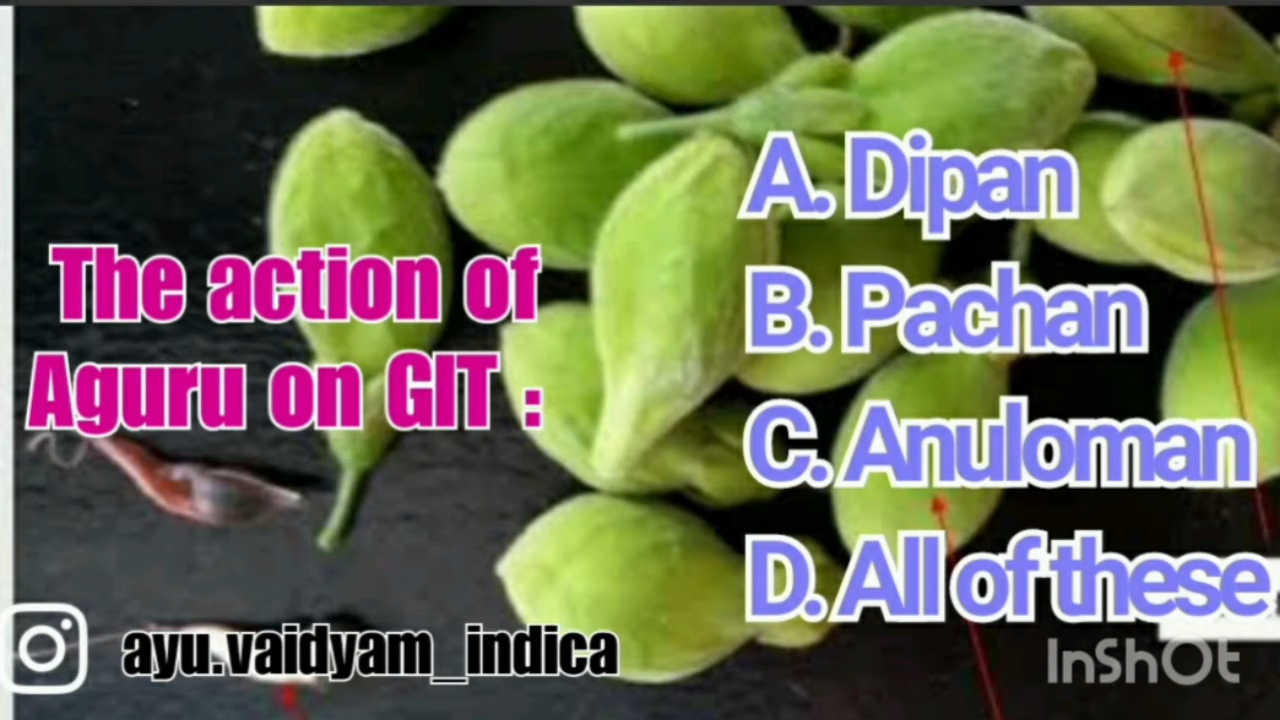 The action of
Aguru on GIT :
A. Dipan
B. Pachan
C. Anuloman
D. All of these
ayu.vaidyam_indica
InShOt